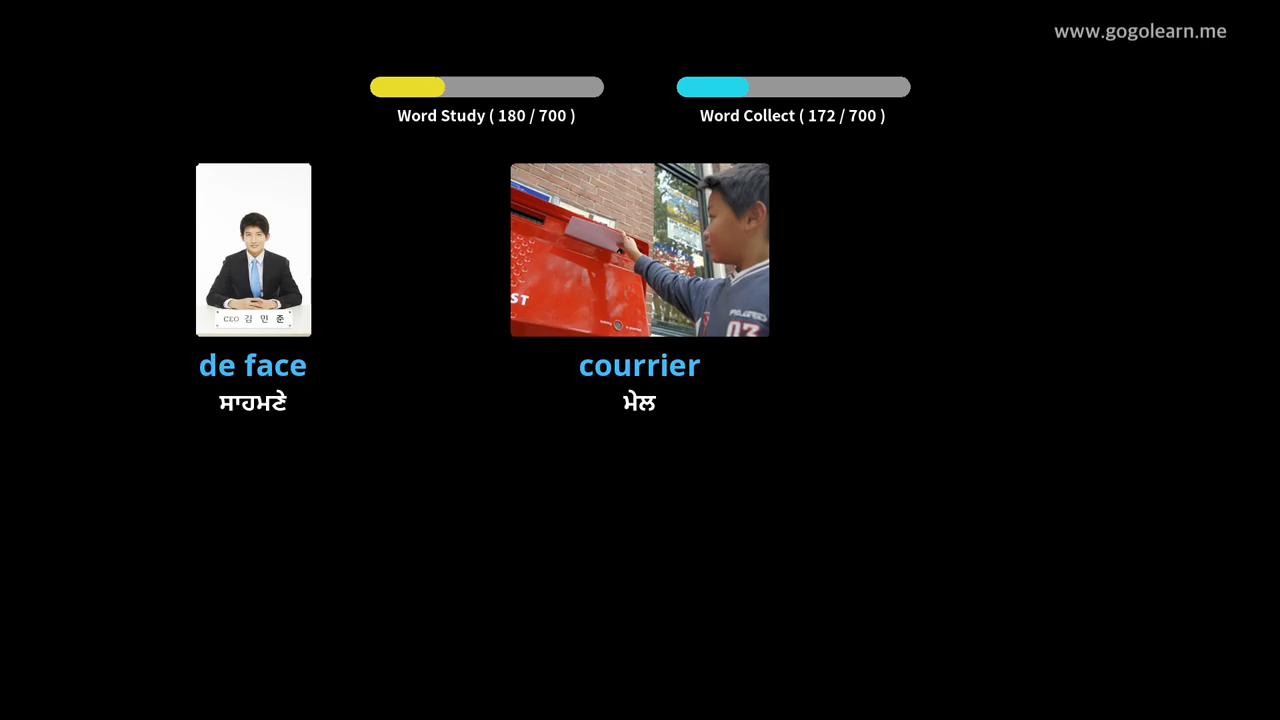 www.gogolearn.me
Word Study ( 180 / 700 )
Word Collect ( 172 / 700 )
CEO 김 민 준
ST
de face
ਸਾਹਮਣੇ
courrier
ਮੇਲ